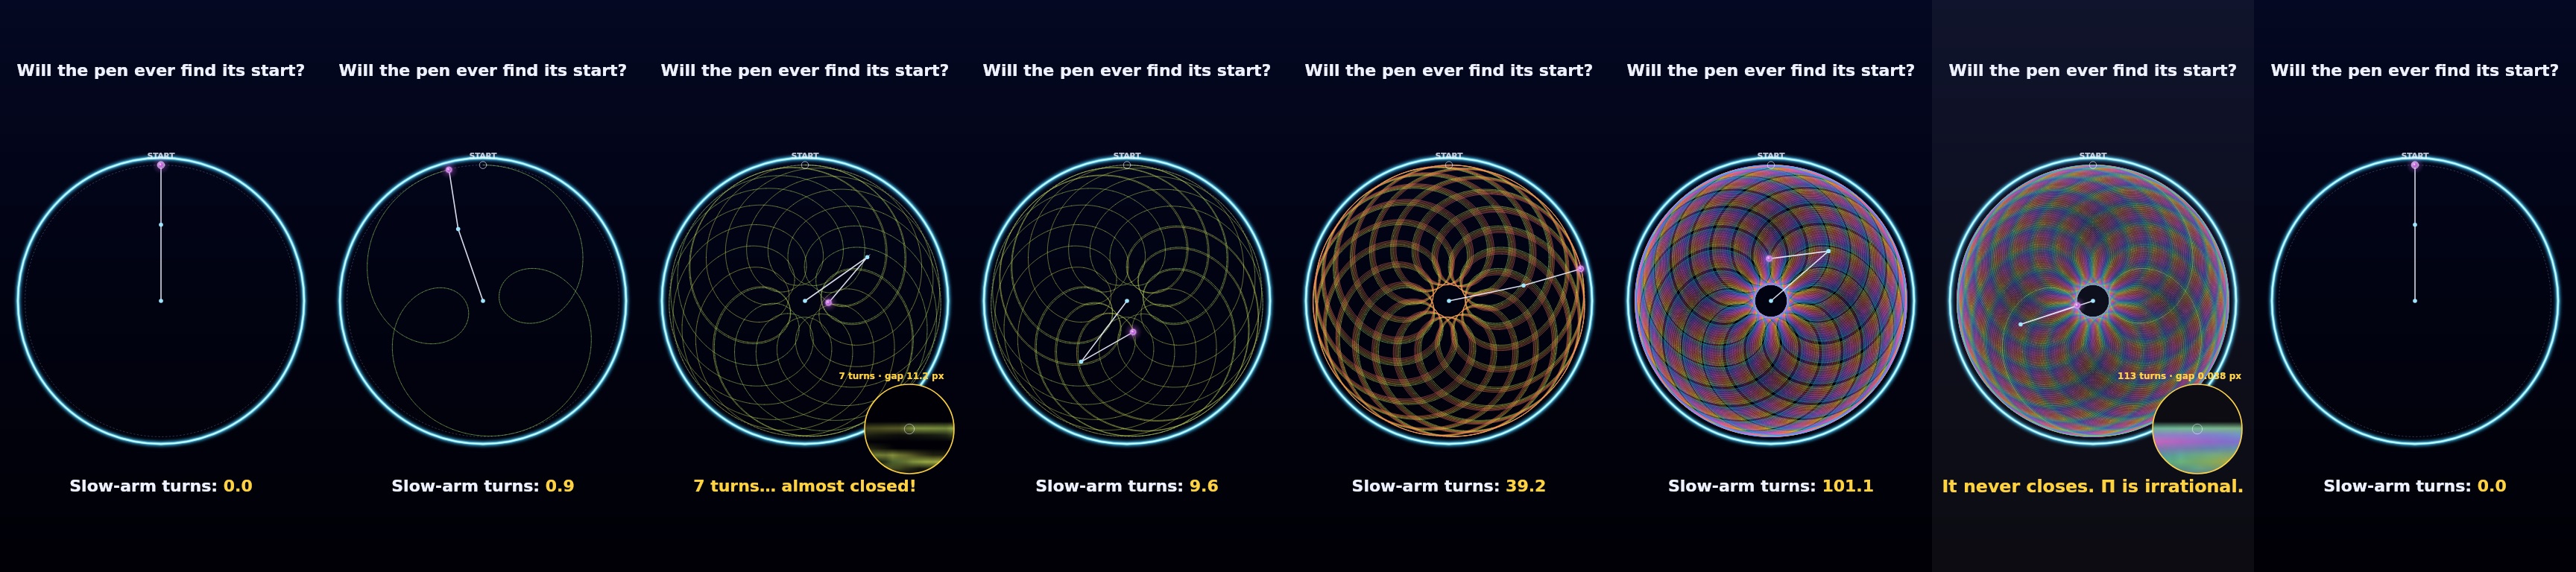 Will the pen ever find its start?
START
Slow-arm turns: 0.0
Will the pen ever find its start?
START
Slow-arm turns: 0.9
Will the pen ever find its start?
START
7 turns · gap 11.2 px
7 turns... almost closed!
Will the pen ever find its start?
START
Slow-arm turns: 9.6
Will the pen ever find its start?
START
Slow-arm turns: 39.2
Will the pen ever find its start?
START
Slow-arm turns: 101.1
Will the pen ever find its start?
START
113 turns · gap 0.038 px
It never closes. Π is irrational.
Will the pen ever find its start?
START
Slow-arm turns: 0.0